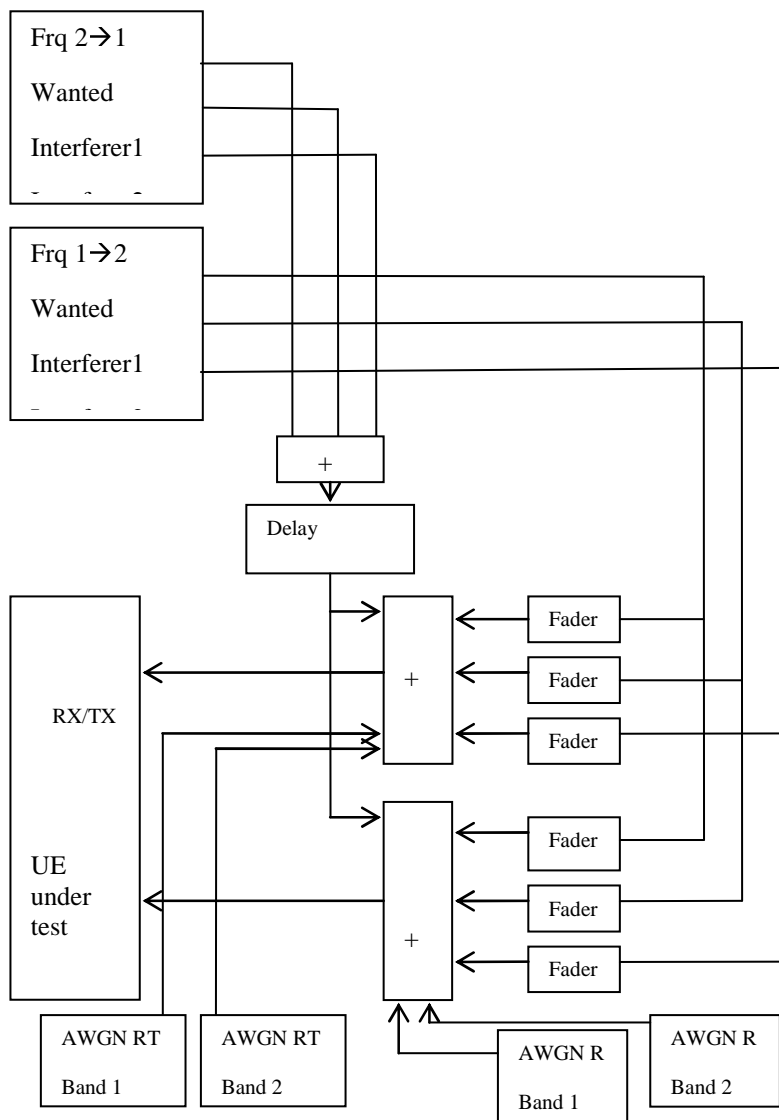 Frq 2→1
Wanted
Interferer1
Frq 1→2
Wanted
Interferer1
+
Delay
Fader
Fader
+
RX/TX
Fader
Fader
UE
under
test
Fader
+
Fader
AWGN RT
Band 1
AWGN RT
Band 2
AWGN R
Band 1
AWGN R
Band 2